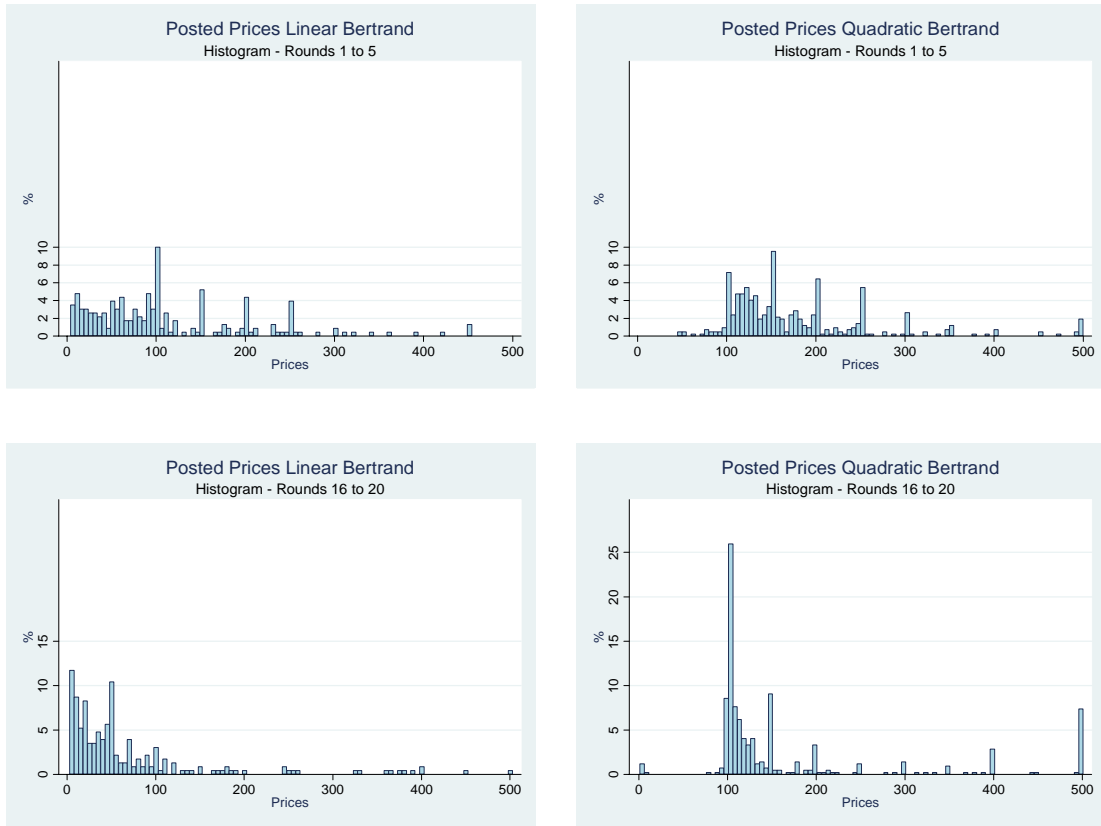 Posted Prices Linear Bertrand
Histogram - Rounds 1 to 5
%
10
8
6
4
2
0
0 100 200 300 400 500
Prices
Posted Prices Quadratic Bertrand
Histogram - Rounds 1 to 5
%
10
8
6
4
2
0
0 100 200 300 400 500
Prices
Posted Prices Linear Bertrand
Histogram - Rounds 16 to 20
%
15
10
5
0
0 100 200 300 400 500
Prices
Posted Prices Quadratic Bertrand
Histogram - Rounds 16 to 20
%
25
20
15
10
5
0
0 100 200 300 400 500
Prices